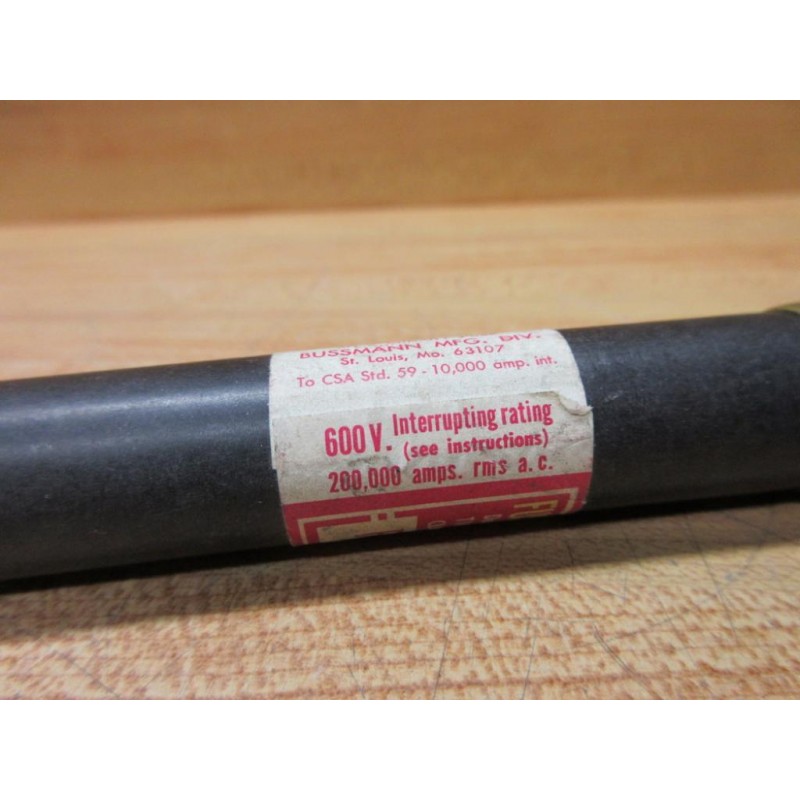 BUSSMANN MFG. DIV.
St. Louis, Mo. 63107
To CSA Std. 59 - 10,000 amp. int.
600 V. Interrupting rating
(see instructions)
200,000 amps. rms a.c.